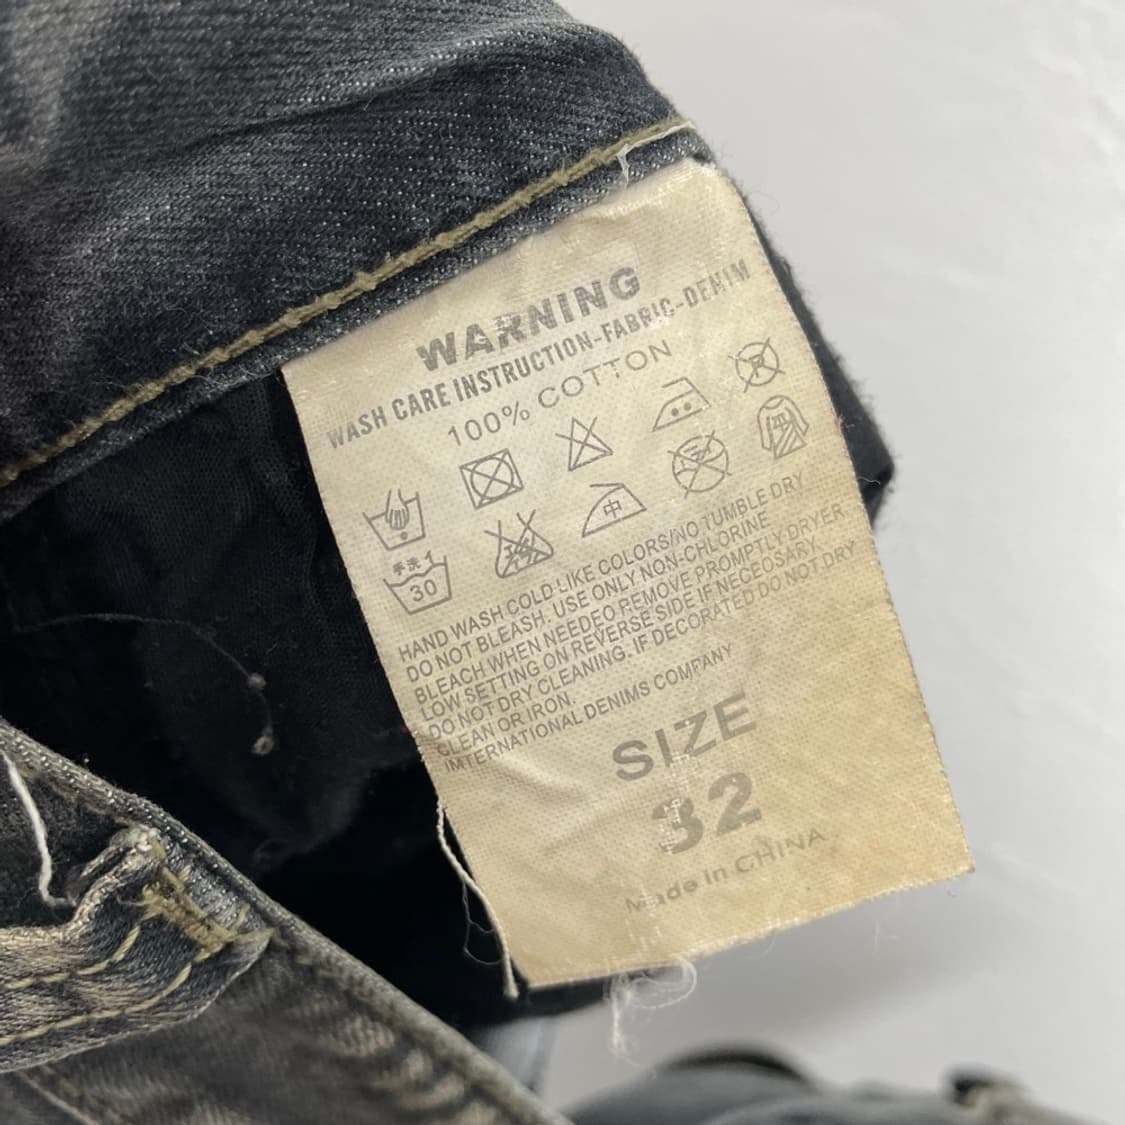 WARNING
WASH CARE INSTRUCTION-FABRIC-DENIM
100% COTTON
手洗イ
30
中
HAND WASH COLD LIKE COLORS/NO TUMBLE DRY
DO NOT BLEASH. USE ONLY NON-CHLORINE
BLEACH WHEN NEEDEO REMOVE PROMPTLY DRYER
LOW SETTING ON REVERSE SIDE IF NECEOSARY
DO NOT DRY CLEANING. IF DECORATED DO NOT DRY
CLEAN OR IRON.
INTERNATIONAL DENIMS COMPANY
SIZE
32
Made In CHINA